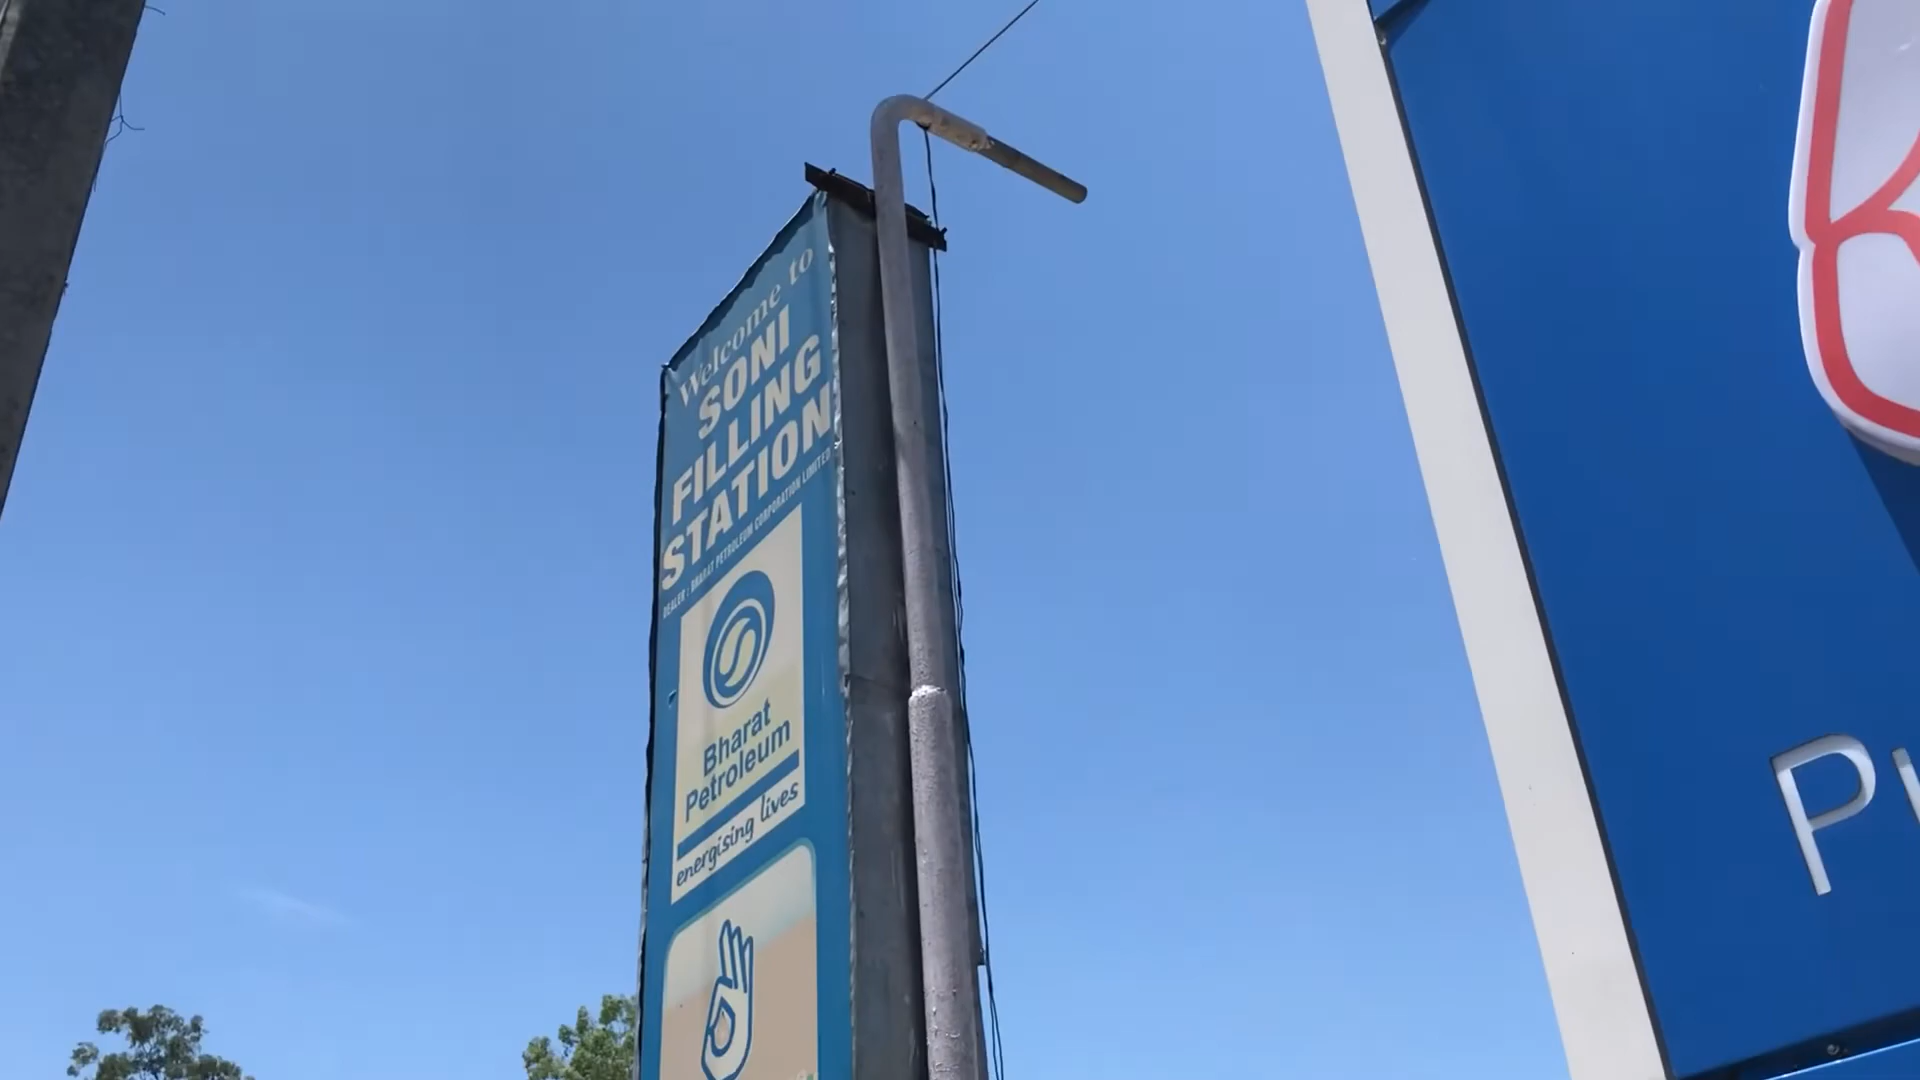 Welcome to
SONI
FILLING
STATION
DEALER : BHARAT PETROLEUM CORPORATION LIMITED
Bharat
Petroleum
energising lives